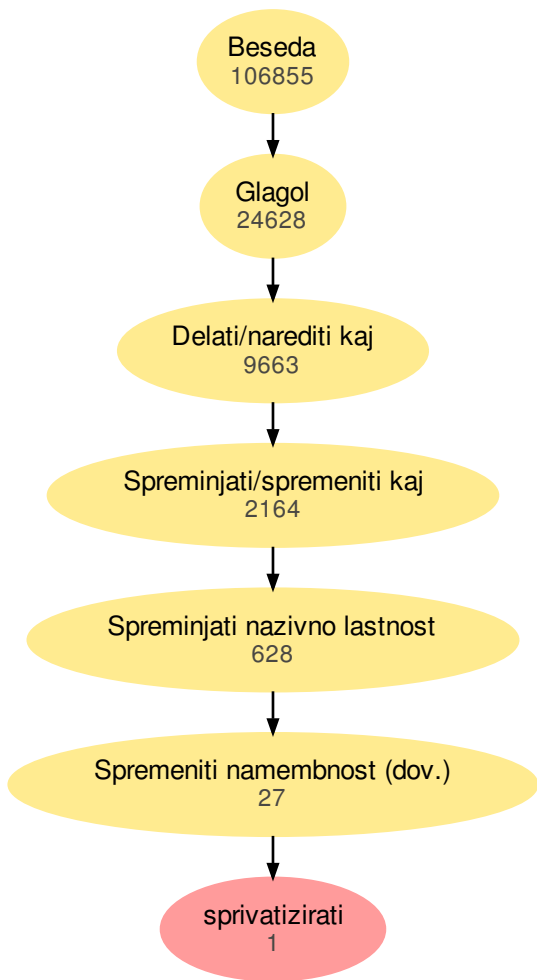 Beseda
106855
Glagol
24628
Delati/narediti kaj
9663
Spreminjati/spremeniti kaj
2164
Spreminjati nazivno lastnost
628
Spremeniti namembnost (dov.)
27
sprivatizirati
1